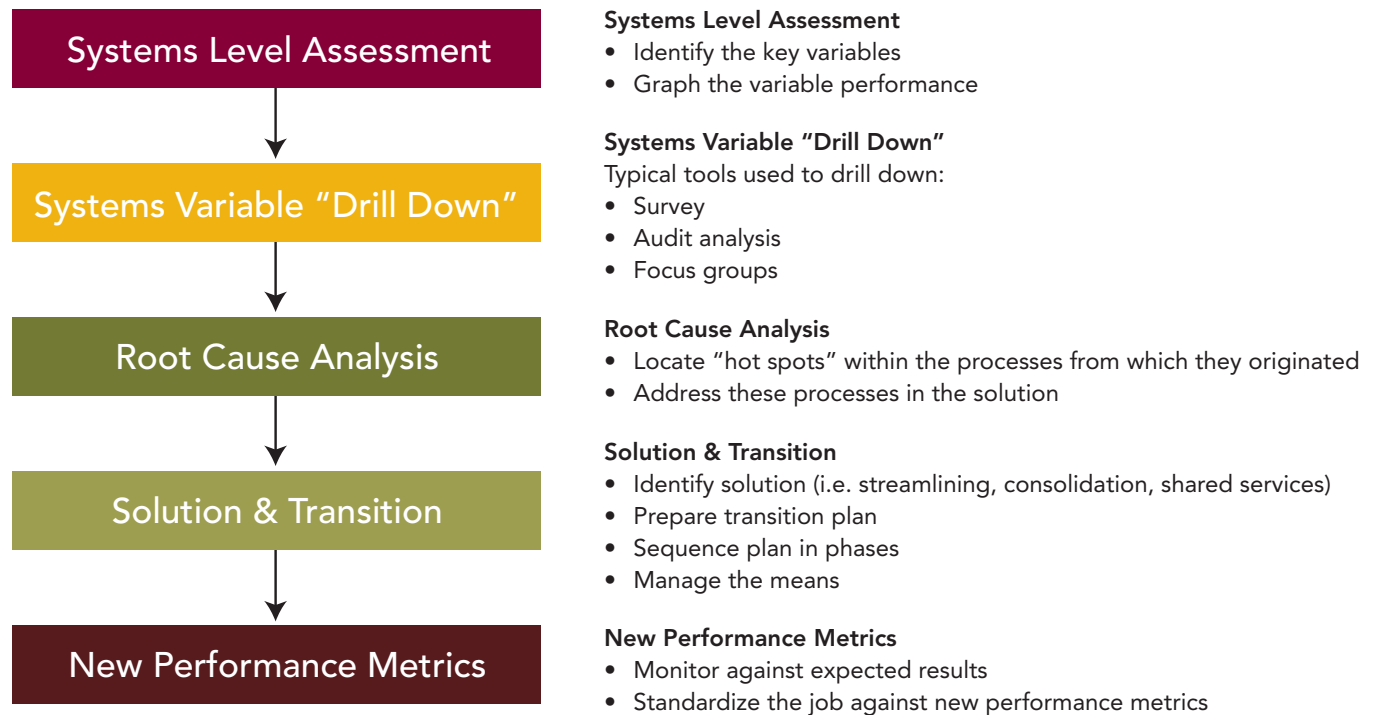 Systems Level Assessment
Systems Variable “Drill Down”
Root Cause Analysis
Solution & Transition
New Performance Metrics
Systems Level Assessment
• Identify the key variables
• Graph the variable performance
Systems Variable “Drill Down”
Typical tools used to drill down:
• Survey
• Audit analysis
• Focus groups
Root Cause Analysis
• Locate “hot spots” within the processes from which they originated
• Address these processes in the solution
Solution & Transition
• Identify solution (i.e. streamlining, consolidation, shared services)
• Prepare transition plan
• Sequence plan in phases
• Manage the means
New Performance Metrics
• Monitor against expected results
• Standardize the job against new performance metrics